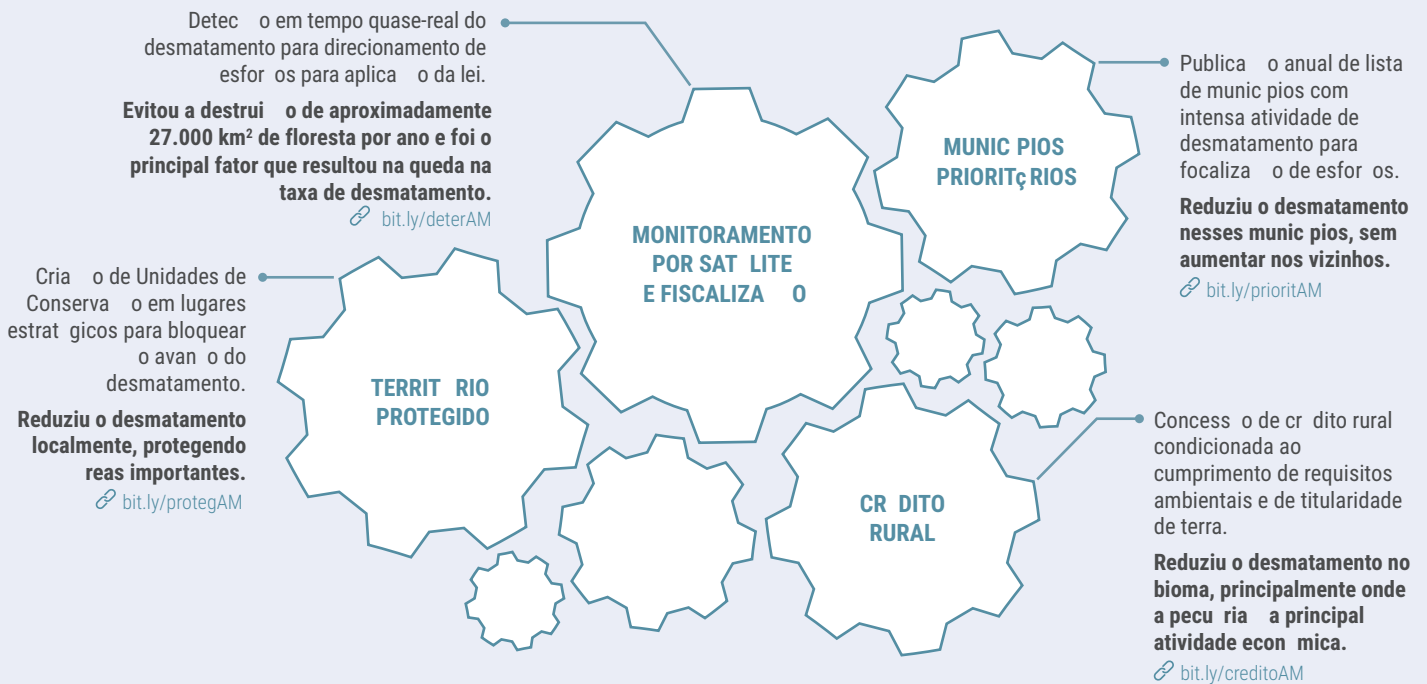 Detec o em tempo quase-real do
desmatamento para direcionamento de
esfor os para aplica o da lei.
Evitou a destrui o de aproximadamente
27.000 km² de floresta por ano e foi o
principal fator que resultou na queda na
taxa de desmatamento.
bit.ly/deterAM
Cria o de Unidades de
Conserva o em lugares
estrat gicos para bloquear
o avan o do
desmatamento.
Reduziu o desmatamento
localmente, protegendo
reas importantes.
bit.ly/protegAM
TERRIT RIO
PROTEGIDO
MONITORAMENTO
POR SAT LITE
E FISCALIZA O
MUNIC PIOS
PRIORITç RIOS
Publica o anual de lista
de munic pios com
intensa atividade de
desmatamento para
focaliza o de esfor os.
Reduziu o desmatamento
nesses munic pios, sem
aumentar nos vizinhos.
bit.ly/prioritAM
CR DITO
RURAL
Concess o de cr dito rural
condicionada ao
cumprimento de requisitos
ambientais e de titularidade
de terra.
Reduziu o desmatamento no
bioma, principalmente onde
a pecu ria a principal
atividade econ mica.
bit.ly/creditoAM